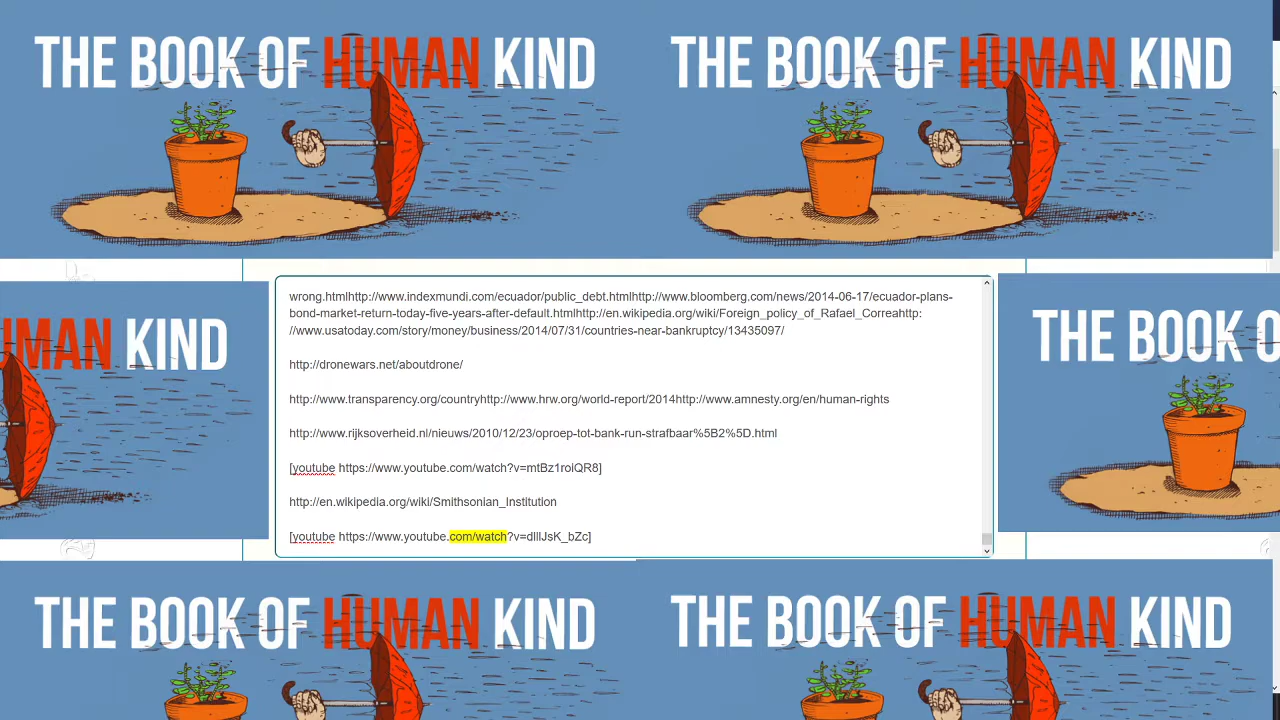 THE BOOK OF HUMAN KIND
THE BOOK OF HUMAN KIND
wrong.htmlhttp://www.indexmundi.com/ecuador/public_debt.htmlhttp://www.bloomberg.com/news/2014-06-17/ecuador-plans-
bond-market-return-today-five-years-after-default.htmlhttp://en.wikipedia.org/wiki/Foreign_policy_of_Rafael_Correahttp:
//www.usatoday.com/story/money/business/2014/07/31/countries-near-bankruptcy/13435097/
http://dronewars.net/aboutdrone/
http://www.transparency.org/countryhttp://www.hrw.org/world-report/2014http://www.amnesty.org/en/human-rights
http://www.rijksoverheid.nl/nieuws/2010/12/23/oproep-tot-bank-run-strafbaar%5B2%5D.html
[youtube https://www.youtube.com/watch?v=mtBz1roIQR8]
http://en.wikipedia.org/wiki/Smithsonian_Institution
[youtube https://www.youtube.com/watch?v=dIIlJsK_bZc]
MAN KIND
THE BOOK O
THE BOOK OF HUMAN KIND
THE BOOK OF HUMAN KIND